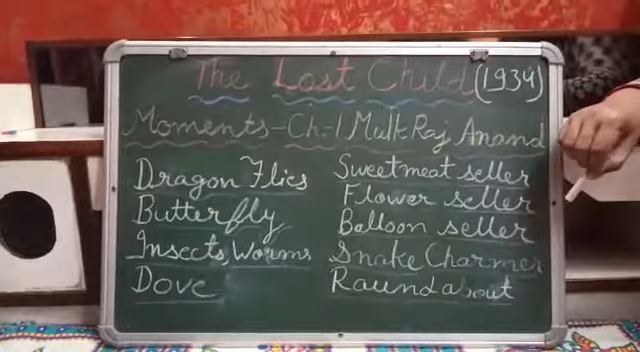 The Lost Child (1934)
Moments - Ch-1 Mulk Raj Anand
Dragon Flies
Butterfly
Insects, Worms
Dove
Sweetmeat seller
Flower seller
Balloon seller
Snake Charmer
Raundabout